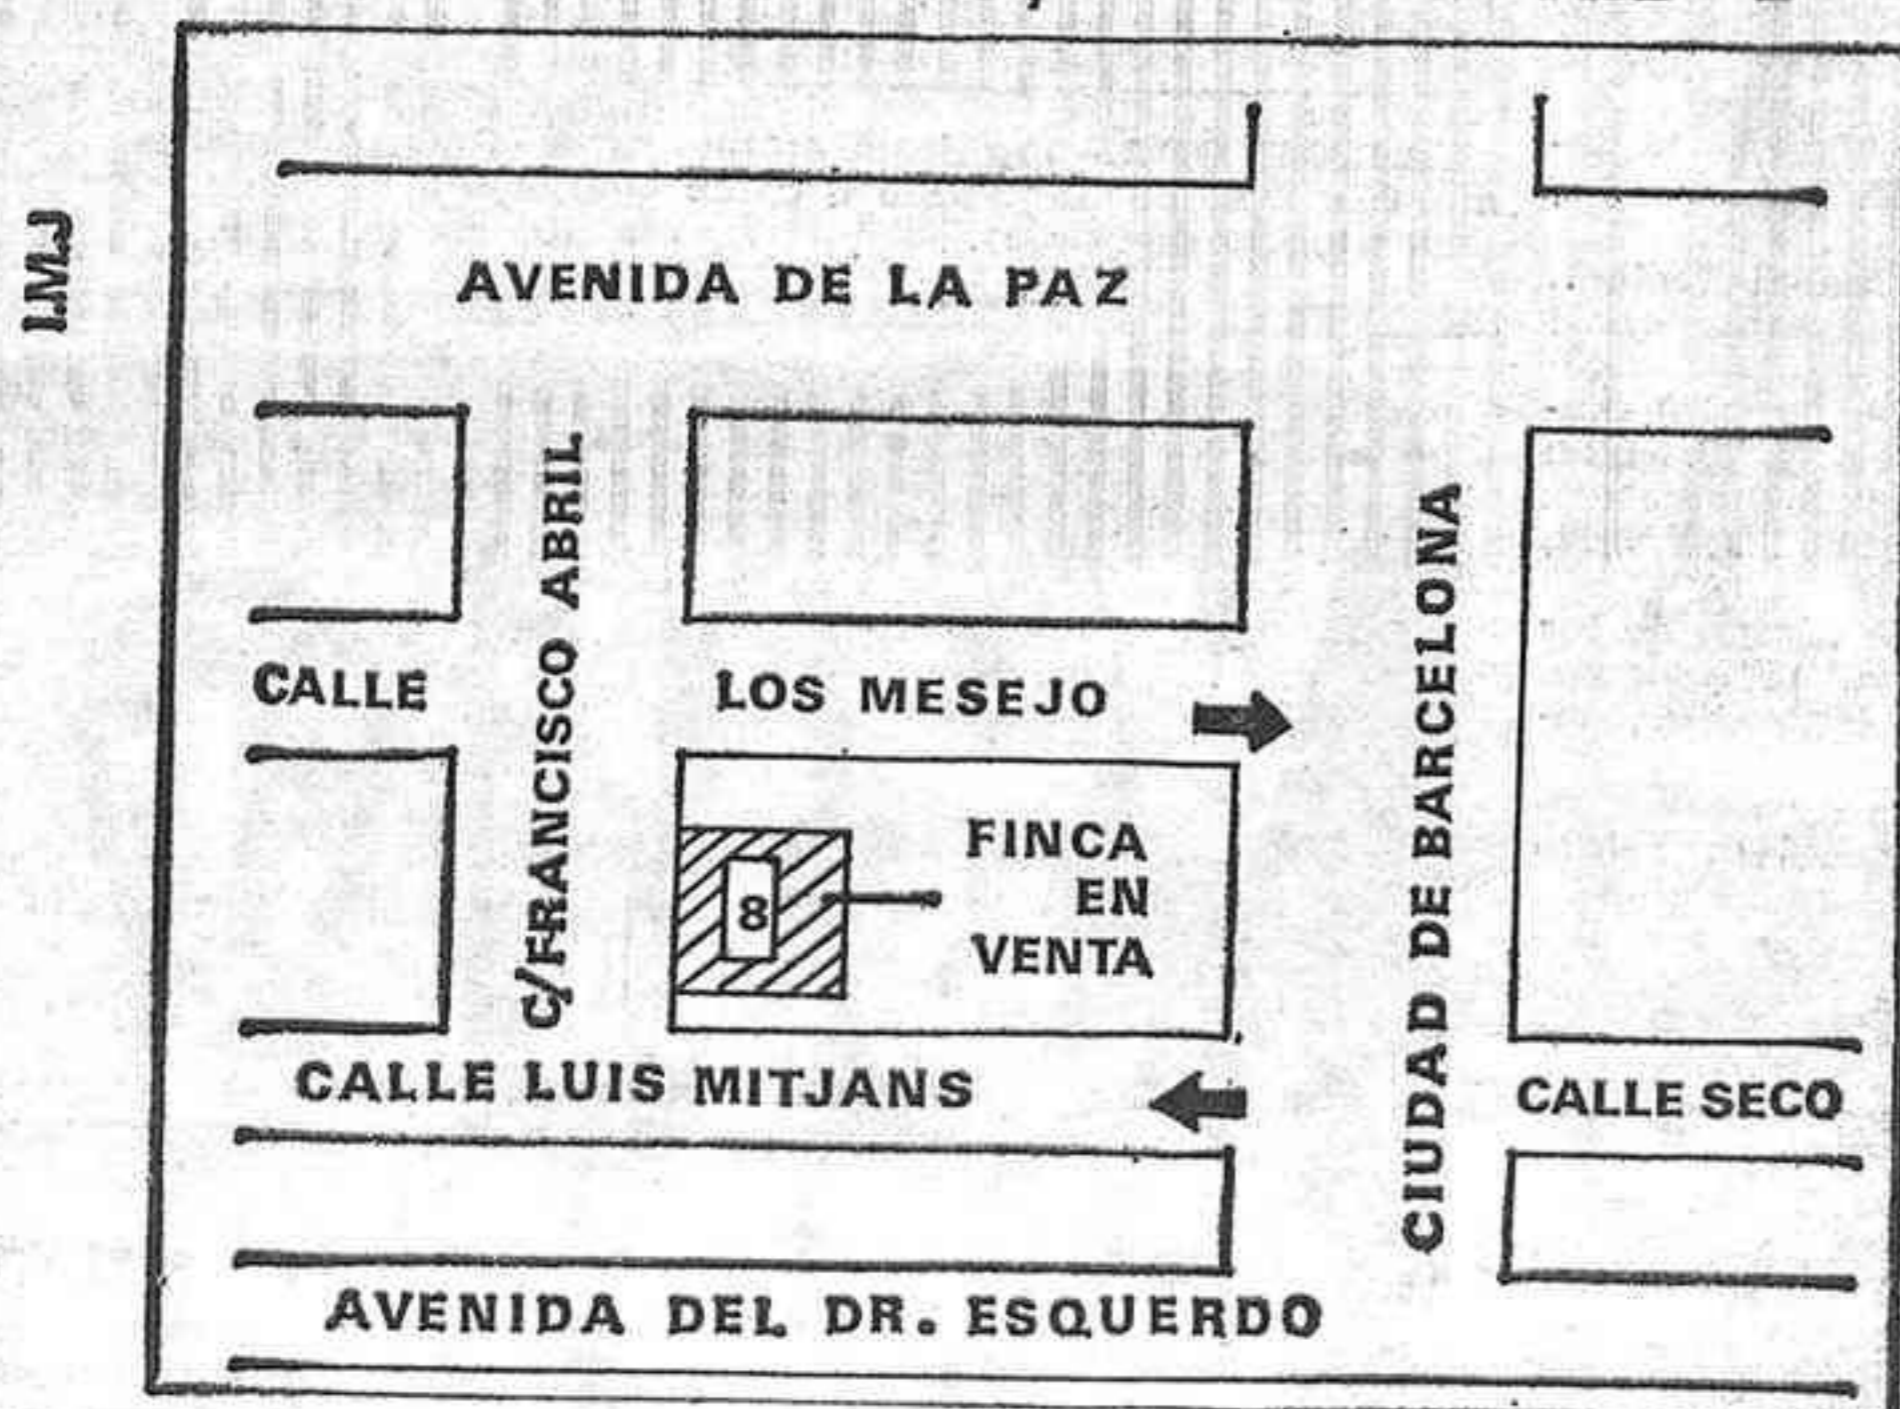 I.M.J
AVENIDA DE LA PAZ
C/FRANCISCO ABRIL
CALLE LOS MESEJO
CIUDAD DE BARCELONA
8
FINCA
EN
VENTA
CALLE LUIS MITJANS
CALLE SECO
AVENIDA DEL DR. ESQUERDO